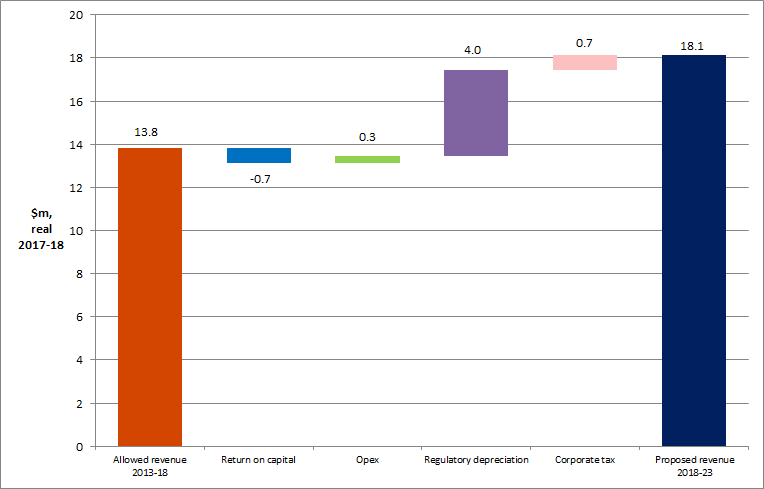 20
18
16
14
12
10
8
6
4
2
0
$m,
real
2017-18
13.8
-0.7
0.3
4.0
0.7
18.1
Allowed revenue
2013-18
Return on capital
Opex
Regulatory depreciation
Corporate tax
Proposed revenue
2018-23